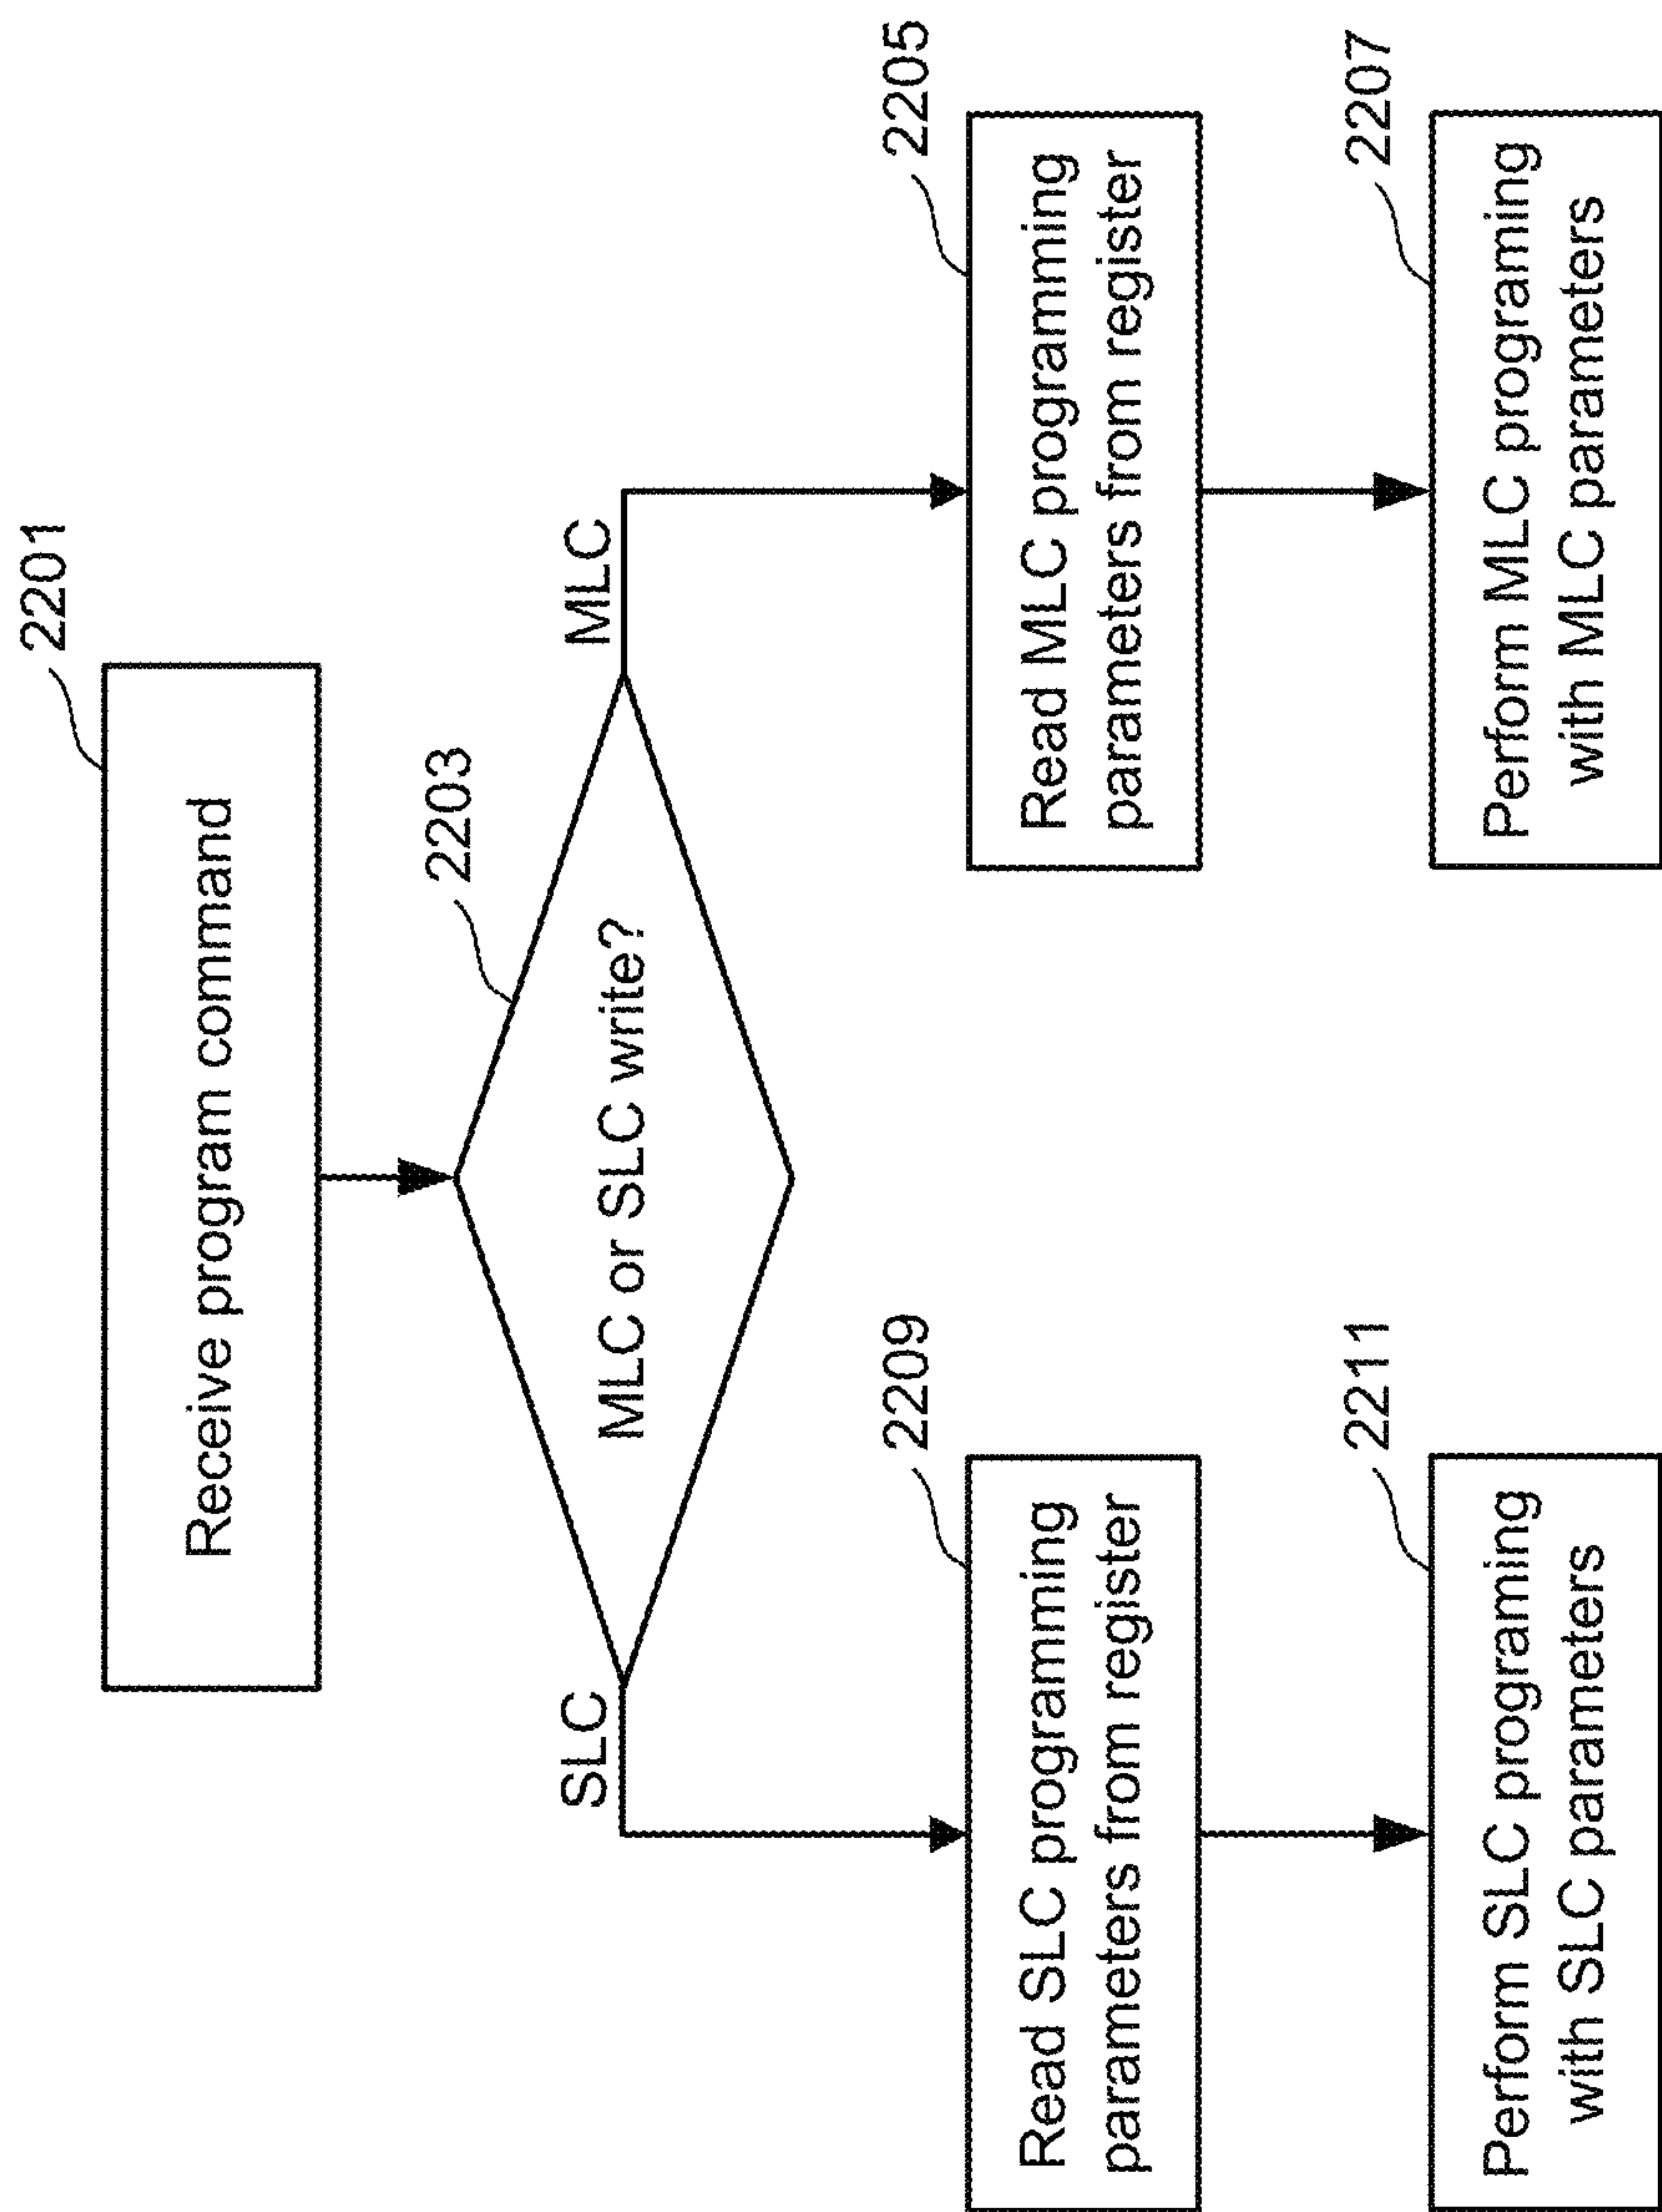 2201
Receive program command
2203
MLC or SLC write?
SLC
MLC
2209
Read SLC programming
parameters from register
2205
Read MLC programming
parameters from register
2211
Perform SLC programing
with SLC parameters
2207
Perform MLC programing
with MLC parameters